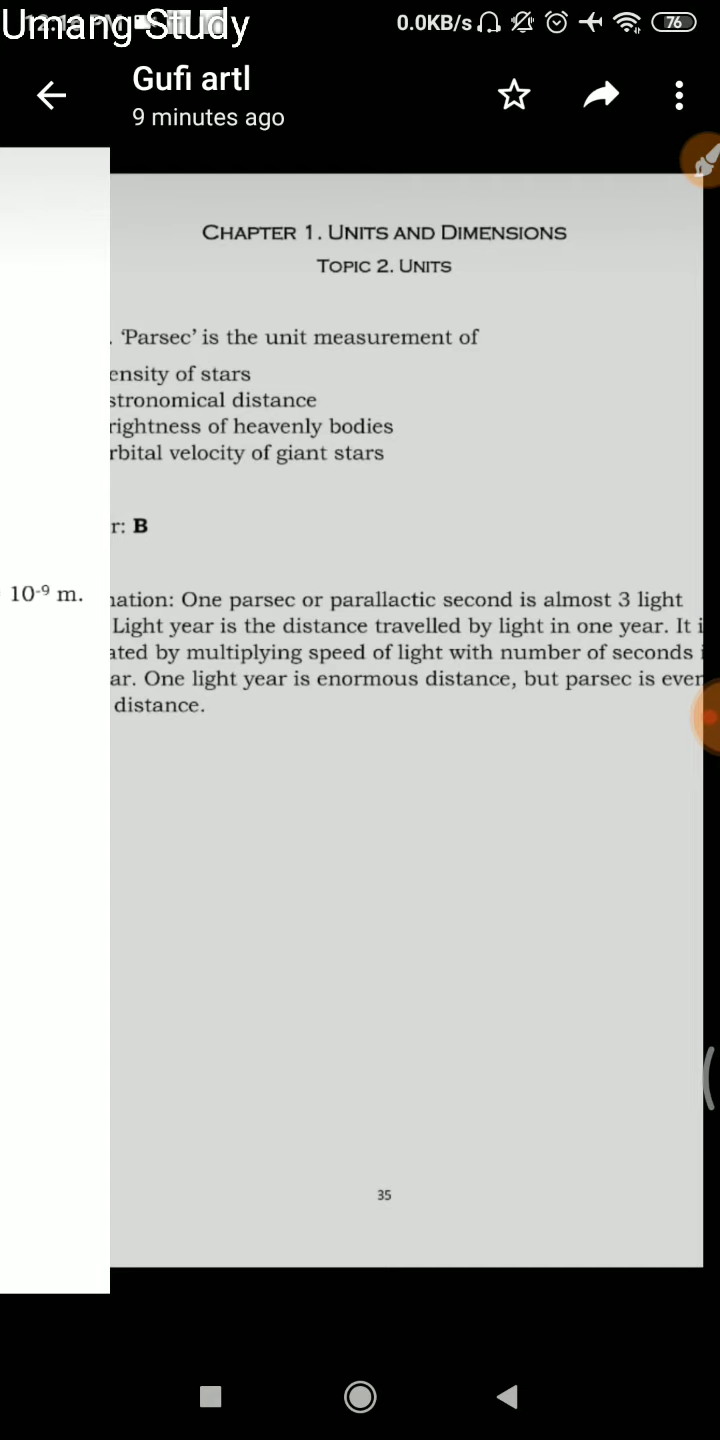 Umang-Study
0.0KB/s 76
Gufi artl
9 minutes ago
CHAPTER 1. UNITS AND DIMENSIONS
TOPIC 2. UNITS
. ‘Parsec’ is the unit measurement of
ensity of stars
stronomical distance
rightness of heavenly bodies
rbital velocity of giant stars
r: B
10-9 m.
nation: One parsec or parallactic second is almost 3 light
Light year is the distance travelled by light in one year. It i
ated by multiplying speed of light with number of seconds i
ar. One light year is enormous distance, but parsec is even
distance.
35